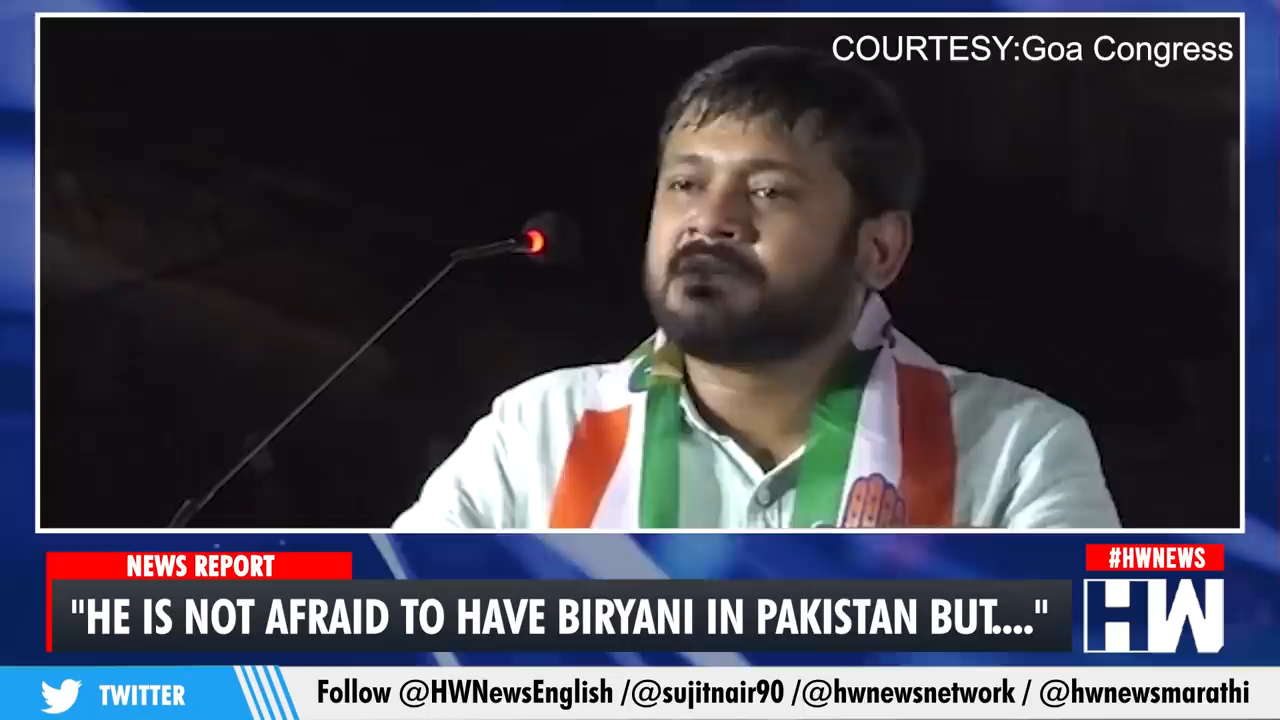 COURTESY:Goa Congress
NEWS REPORT
#HWNEWS
"HE IS NOT AFRAID TO HAVE BIRYANI IN PAKISTAN BUT...."
HW
TWITTER
Follow @HWNewsEnglish /@sujitnair90 /@hwnewsnetwork / @hwnewsmarathi